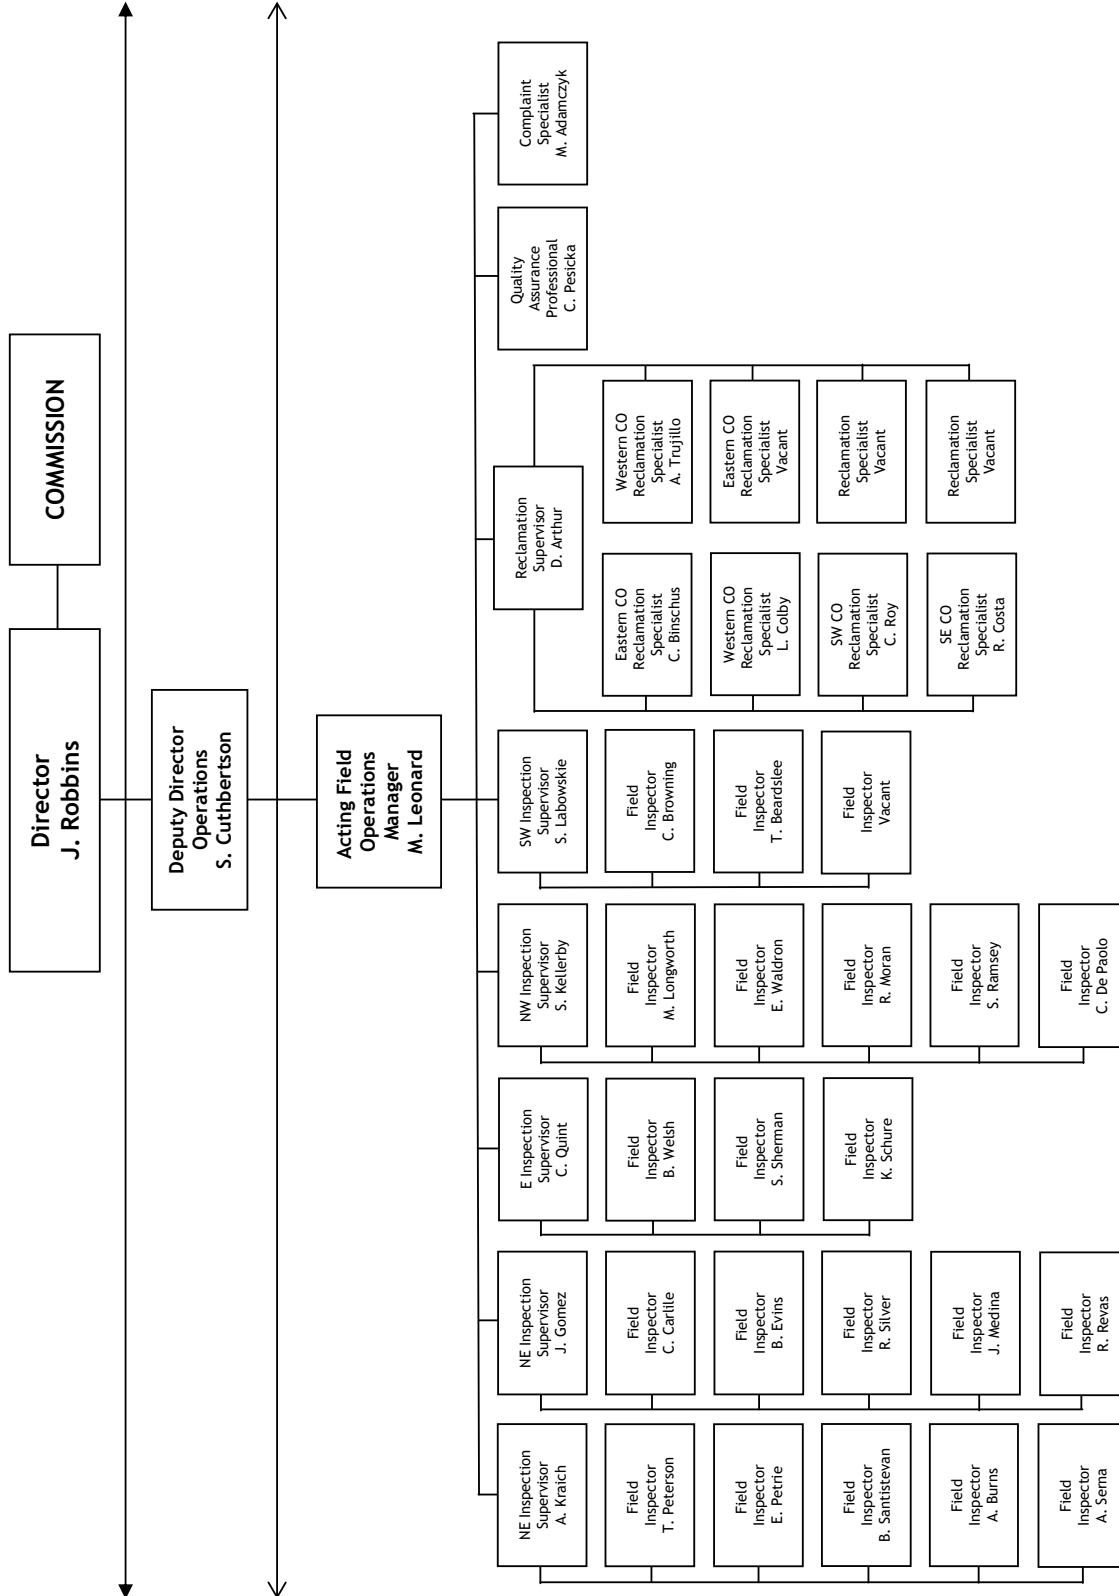 Director
J. Robbins
COMMISSION
Deputy Director
Operations
S. Cuthbertson
Acting Field
Operations
Manager
M. Leonard
NE Inspection
Supervisor
A. Kraich
Field
Inspector
T. Peterson
Field
Inspector
E. Petrie
Field
Inspector
B. Santistevan
Field
Inspector
A. Burns
Field
Inspector
A. Serna
NE Inspection
Supervisor
J. Gomez
Field
Inspector
C. Carlile
Field
Inspector
B. Evins
Field
Inspector
R. Silver
Field
Inspector
J. Medina
Field
Inspector
R. Revas
E Inspection
Supervisor
C. Quint
Field
Inspector
B. Welsh
Field
Inspector
S. Sherman
Field
Inspector
K. Schure
NW Inspection
Supervisor
S. Kellerby
Field
Inspector
M. Longworth
Field
Inspector
E. Waldron
Field
Inspector
R. Moran
Field
Inspector
S. Ramsey
Field
Inspector
C. De Paolo
SW Inspection
Supervisor
S. Labowskie
Field
Inspector
C. Browning
Field
Inspector
T. Beardslee
Field
Inspector
Vacant
Reclamation
Supervisor
D. Arthur
Eastern CO
Reclamation
Specialist
C. Binschus
Western CO
Reclamation
Specialist
L. Colby
SW CO
Reclamation
Specialist
C. Roy
SE CO
Reclamation
Specialist
R. Costa
Western CO
Reclamation
Specialist
A. Trujillo
Eastern CO
Reclamation
Specialist
Vacant
Reclamation
Specialist
Vacant
Reclamation
Specialist
Vacant
Quality
Assurance
Professional
C. Pesicka
Complaint
Specialist
M. Adamczyk